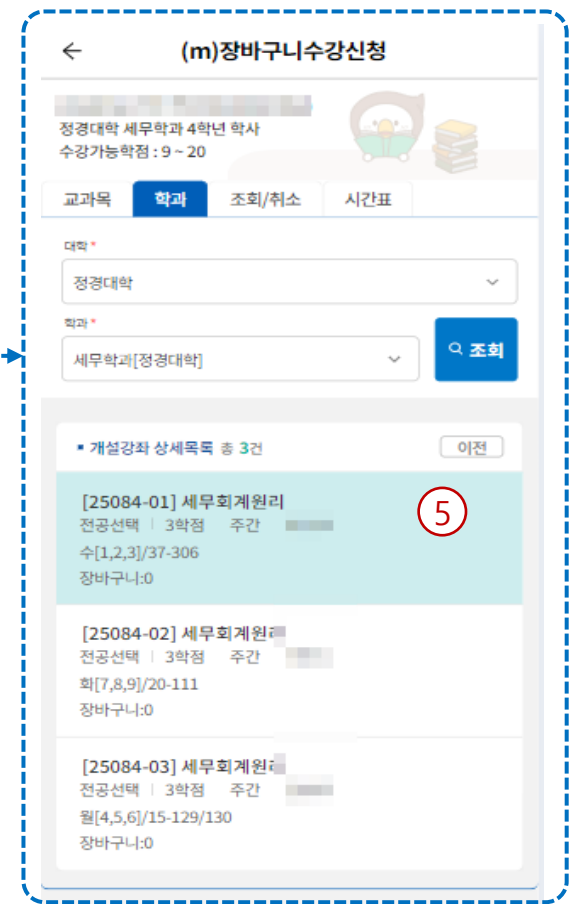 (m)장바구니수강신청
정경대학 세무학과 4학년 학사
수강가능학점 : 9 ~ 20
교과목 학과 조회/취소 시간표
대학 *
정경대학
학과 *
세무학과[정경대학]
조회
개설강좌 상세목록 총 3건 이전
[25084-01] 세무회계원리
전공선택 3학점 주간
5
수[1,2,3]/37-306
장바구니:0
[25084-02] 세무회계원리
전공선택 3학점 주간
화[7,8,9]/20-111
장바구니:0
[25084-03] 세무회계원리
전공선택 3학점 주간
월[4,5,6]/15-129/130
장바구니:0